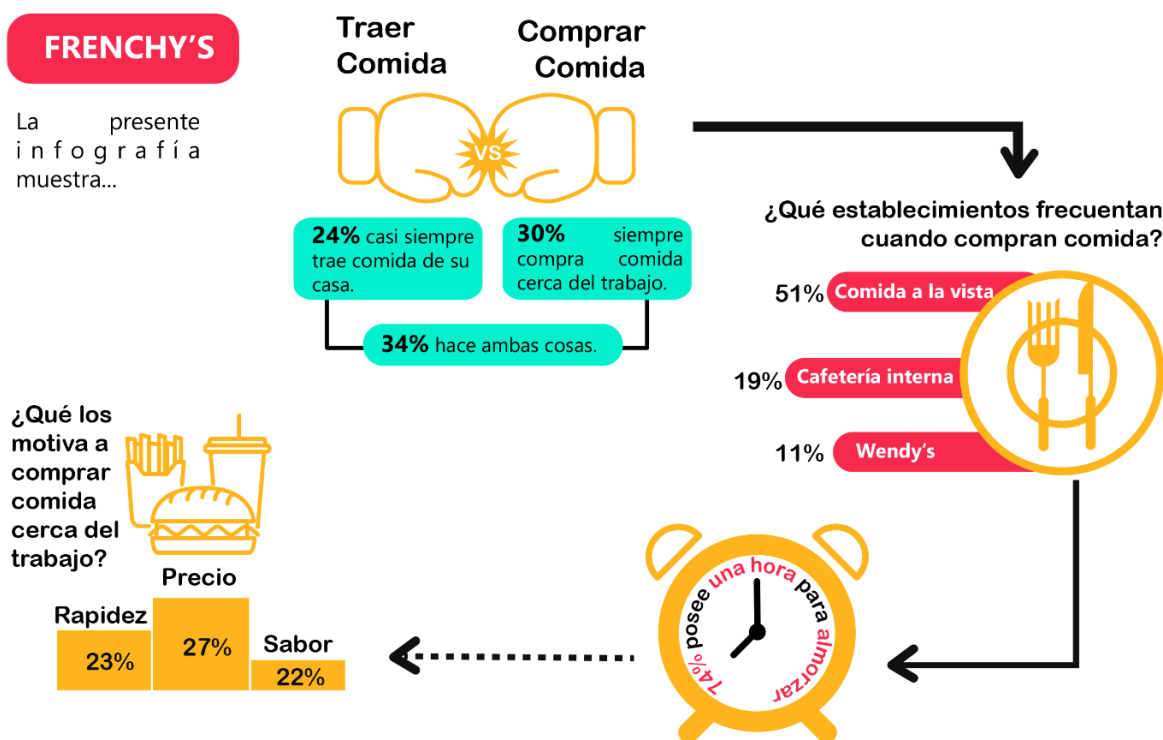 FRENCHY'S
La presente
infografía
muestra...
Traer
Comida
Comprar
Comida
VS
24% casi siempre
trae comida de su
casa.
30% siempre
compra comida
cerca del trabajo.
34% hace ambas cosas.
¿Qué establecimientos frecuentan
cuando compran comida?
51% Comida a la vista
19% Cafetería interna
11% Wendy's
74% posee una hora para almorzar
¿Qué los
motiva a
comprar
comida
cerca del
trabajo?
Precio
Rapidez
Sabor
23%
27%
22%